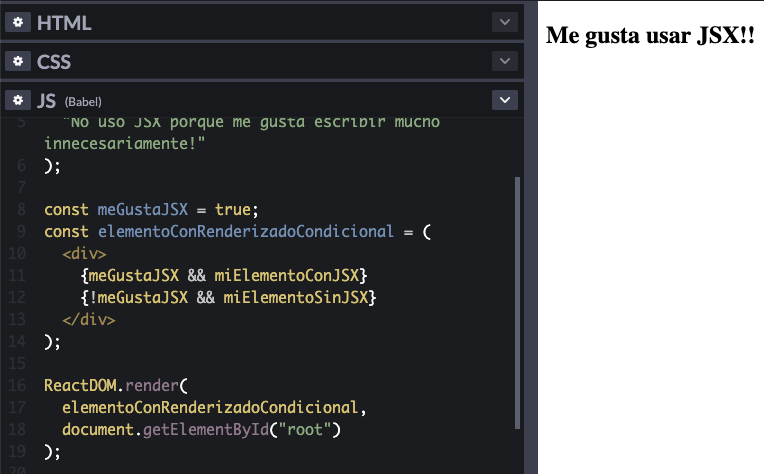 HTML
CSS
JS (Babel)
5 "No uso JSX porque me gusta escribir mucho
innecesariamente!"
6 );
7
8 const meGustaJSX = true;
9 const elementoConRenderizadoCondicional = (
10 <div>
11 {meGustaJSX && miElementoConJSX}
12 {!meGustaJSX && miElementoSinJSX}
13 </div>
14 );
15
16 ReactDOM.render(
17 elementoConRenderizadoCondicional,
18 document.getElementById("root")
19 );
20
Me gusta usar JSX!!